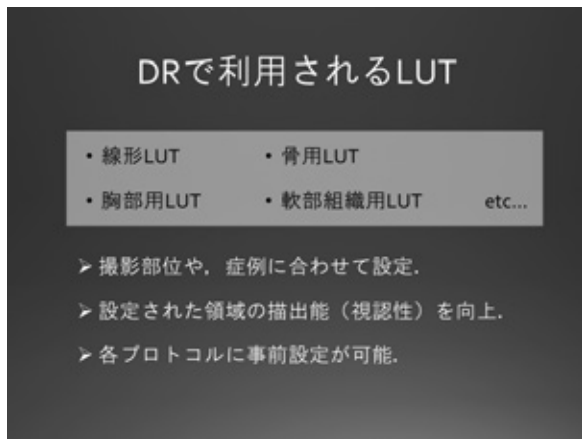 DRで利用されるLUT
• 線形LUT • 骨用LUT
• 胸部用LUT • 軟部組織用LUT etc...
➢ 撮影部位や，症例に合わせて設定．
➢ 設定された領域の描出能（視認性）を向上．
➢ 各プロトコルに事前設定が可能．